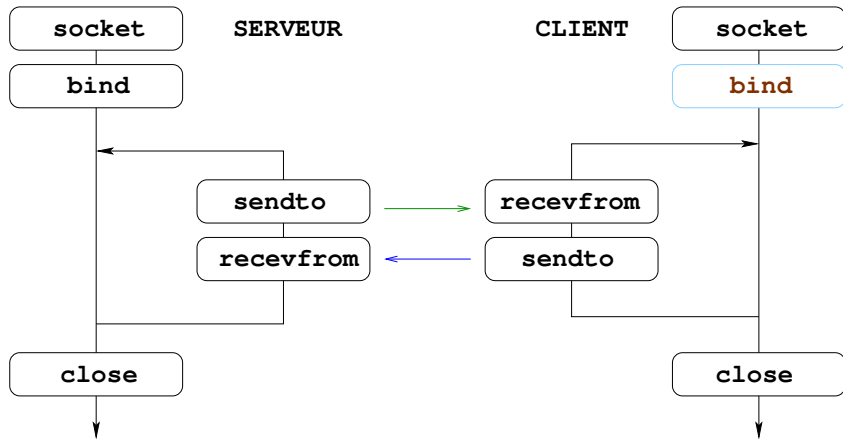 socket SERVEUR CLIENT socket
bind bind
sendto recevfrom
recevfrom sendto
close close